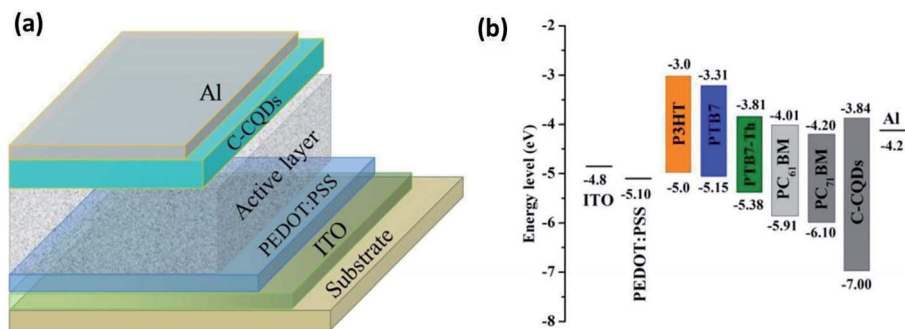 (a)
Al
C-CQDs
Active layer
PEDOT:PSS
ITO
Substrate
(b)
Energy level (eV)
-2
-3
-4
-5
-6
-7
-8
-4.8
ITO
-5.10
PEDOT:PSS
-3.0
P3HT
-5.0
-3.31
PTB7
-5.15
-3.81
PTB7-Th
-5.38
-4.01
PC61BM
-5.91
-4.20
PC71BM
-6.10
-3.84
C-CQDs
-7.00
Al
-4.2